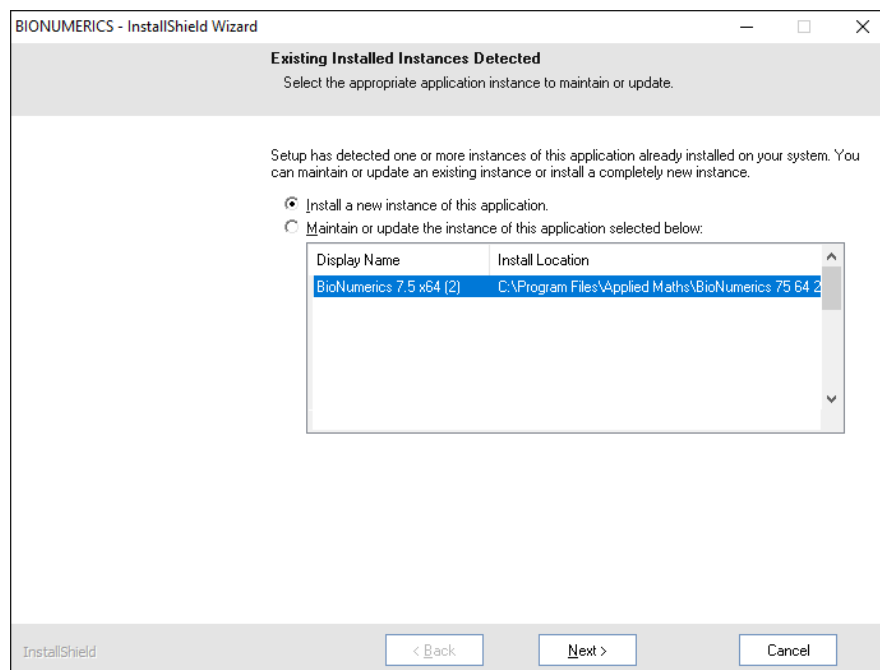 BIONUMERICS - InstallShield Wizard
Existing Installed Instances Detected
Select the appropriate application instance to maintain or update.
Setup has detected one or more instances of this application already installed on your system. You
can maintain or update an existing instance or install a completely new instance.
Install a new instance of this application.
Maintain or update the instance of this application selected below:
Display Name Install Location
BioNumerics 7.5 x64 (2) C:\Program Files\Applied Maths\BioNumerics 75 64 2
InstallShield < Back Next > Cancel